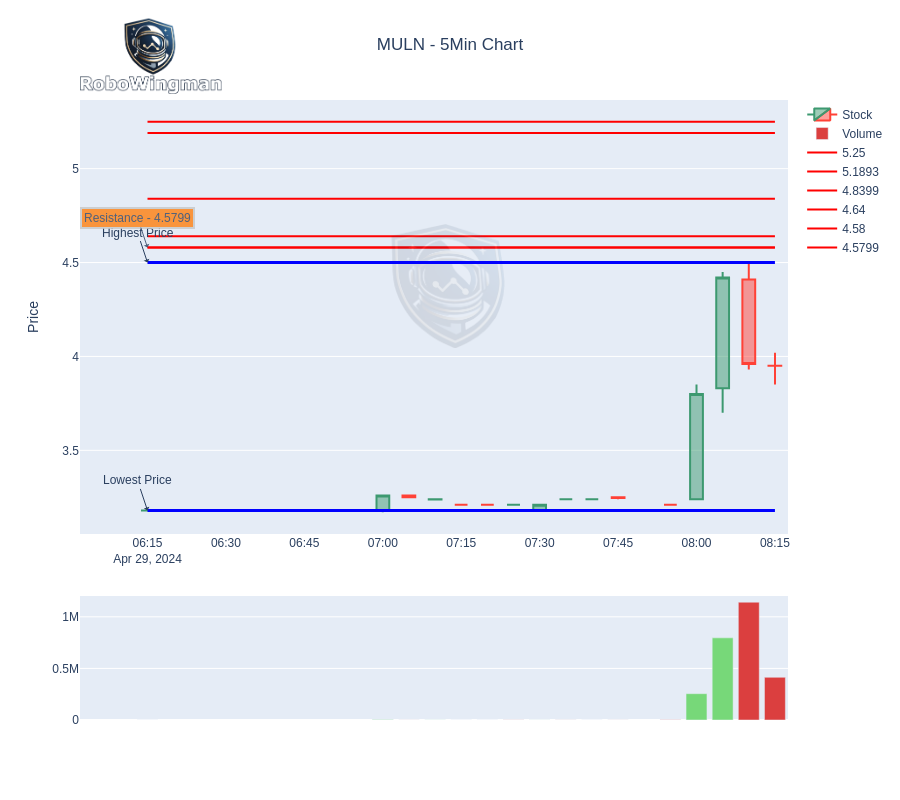 MULN - 5Min Chart
RoboWingman
Stock
Volume
5.25
5.1893
4.8399
4.64
4.58
4.5799
Resistance - 4.5799
Highest Price
Lowest Price
Price
5
4.5
4
3.5
06:15
06:30
06:45
07:00
07:15
07:30
07:45
08:00
08:15
Apr 29, 2024
1M
0.5M
0